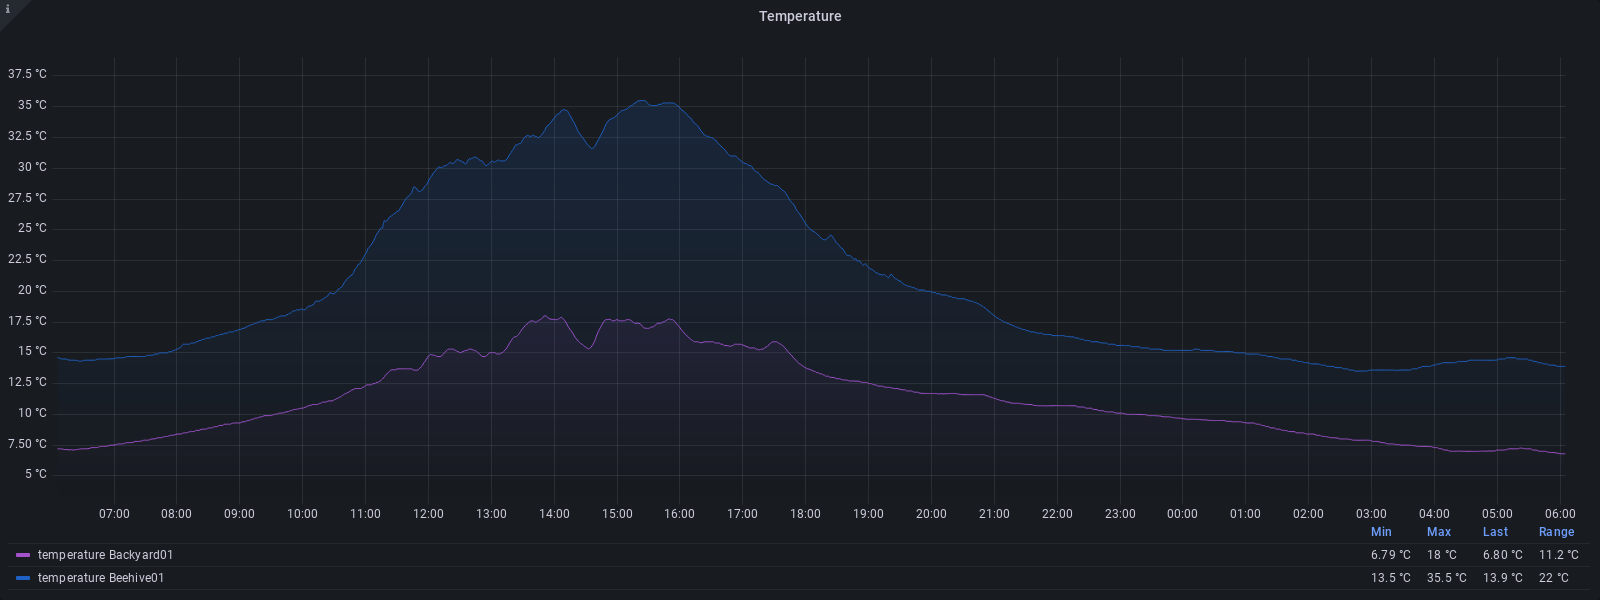 i
Temperature
37.5 °C
35 °C
32.5 °C
30 °C
27.5 °C
25 °C
22.5 °C
20 °C
17.5 °C
15 °C
12.5 °C
10 °C
7.50 °C
5 °C
07:00 08:00 09:00 10:00 11:00 12:00 13:00 14:00 15:00 16:00 17:00 18:00 19:00 20:00 21:00 22:00 23:00 00:00 01:00 02:00 03:00 04:00 05:00 06:00
Min Max Last Range
temperature Backyard01 6.79 °C 18 °C 6.80 °C 11.2 °C
temperature Beehive01 13.5 °C 35.5 °C 13.9 °C 22 °C